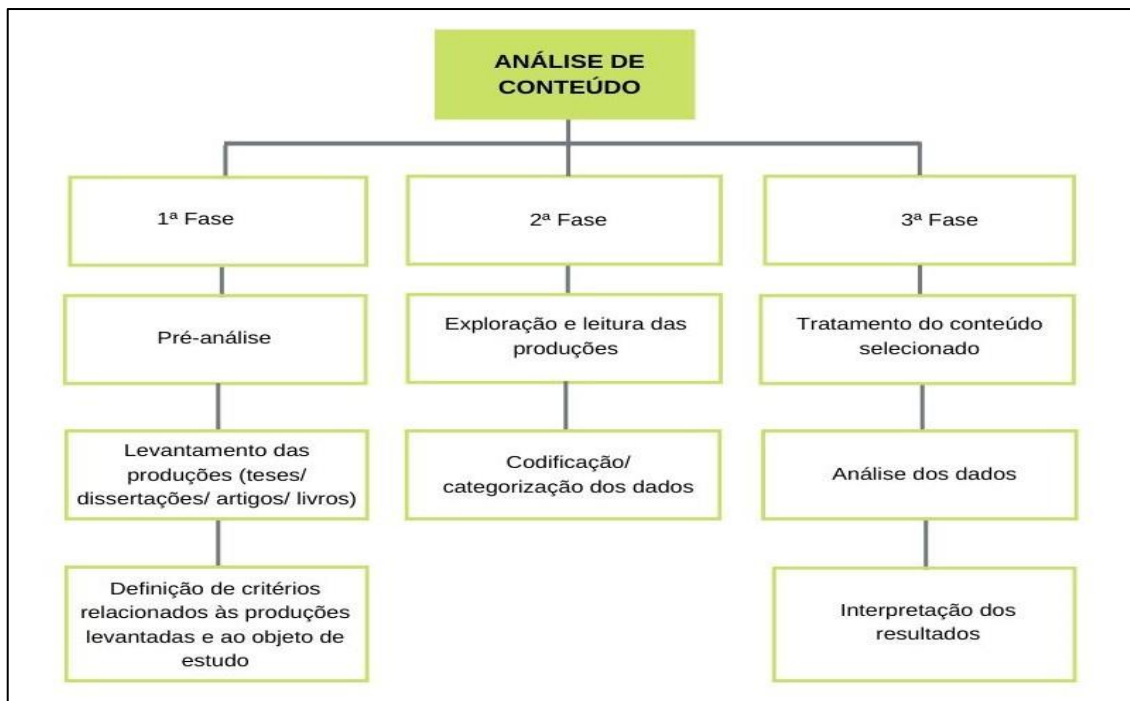 ANÁLISE DE
CONTEÚDO
1ª Fase
2ª Fase
3ª Fase
Pré-análise
Exploração e leitura das
produções
Tratamento do conteúdo
selecionado
Levantamento das
produções (teses/
dissertações/ artigos/ livros)
Codificação/
categorização dos dados
Análise dos dados
Definição de critérios
relacionados às produções
levantadas e ao objeto de
estudo
Interpretação dos
resultados